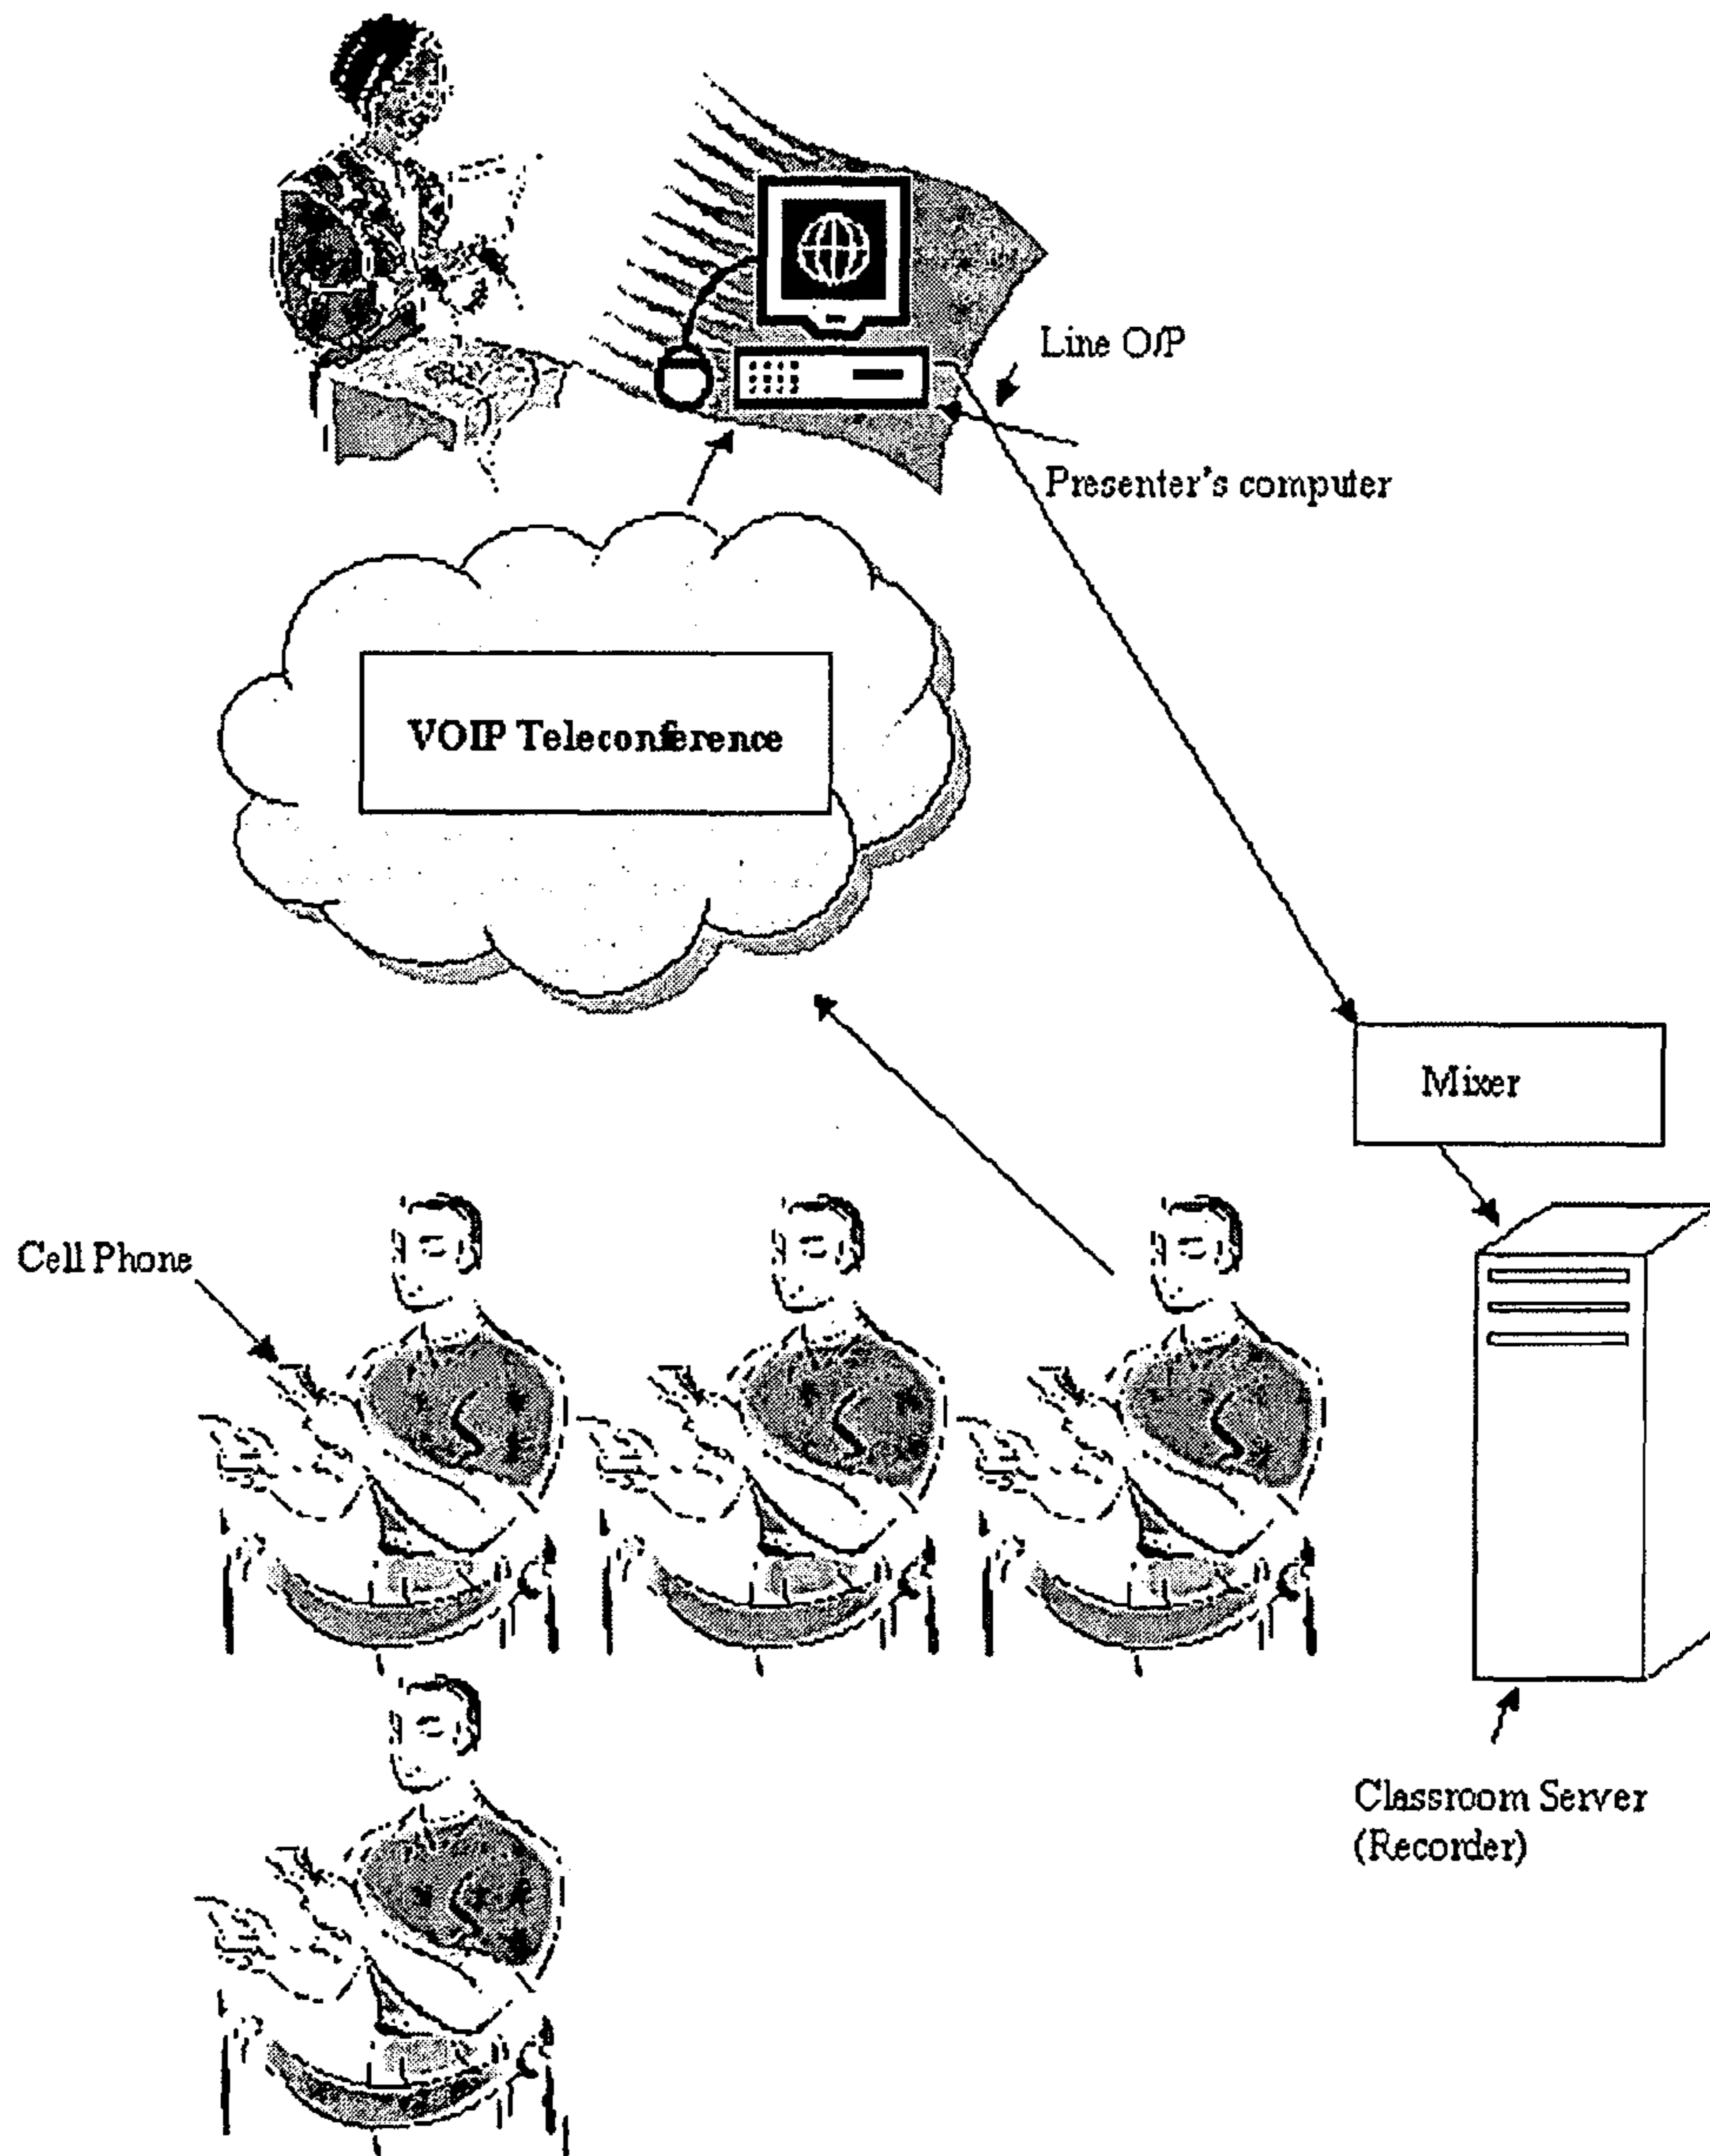 Line O/P
Presenter's computer
VOIP Teleconference
Mixer
Cell Phone
Classroom Server
(Recorder)